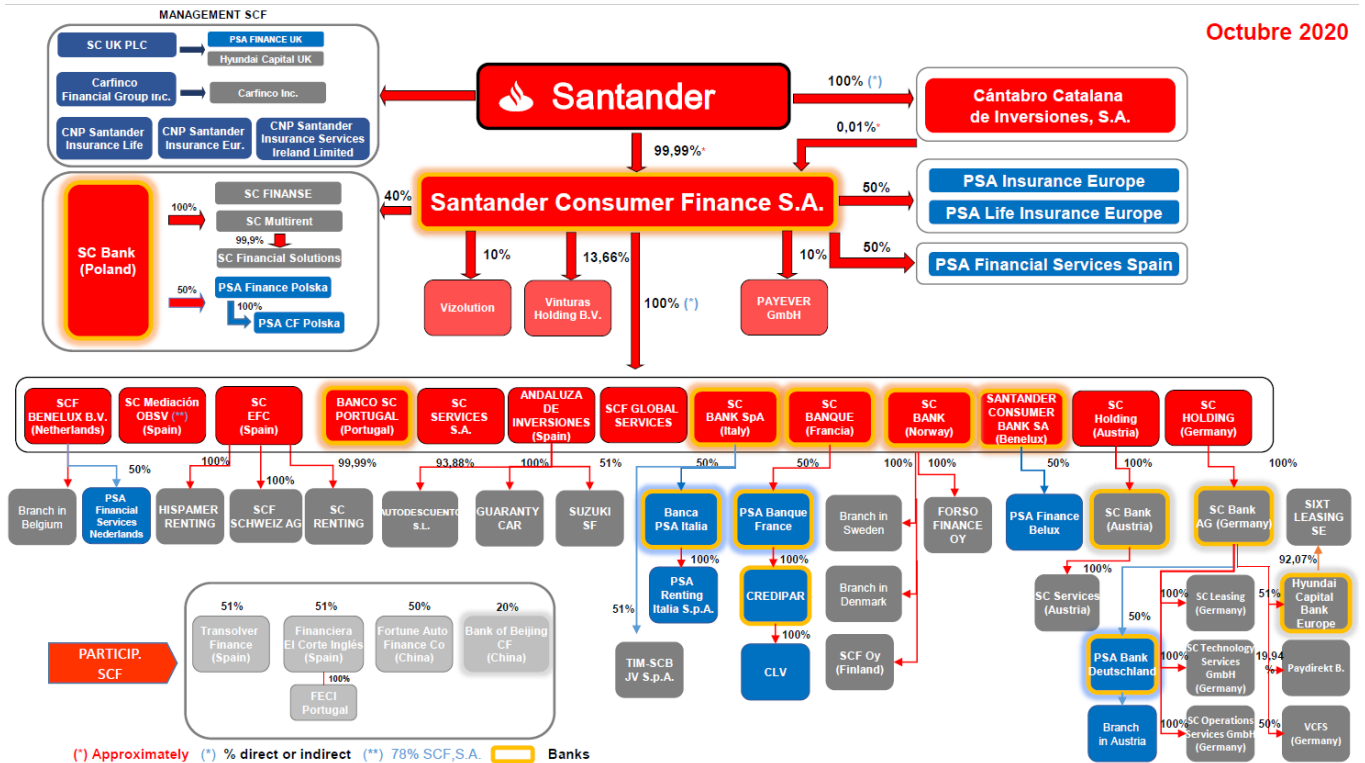 MANAGEMENT SCF
Octubre 2020
SC UK PLC
PSA FINANCE UK
Hyundai Capital UK
Carfinco
Financial Group Inc.
Carfinco Inc.
CNP Santander
Insurance Life
CNP Santander
Insurance Eur.
CNP Santander
Insurance Services
Ireland Limited
Santander
100% (*)
Cántabro Catalana
de Inversiones, S.A.
0,01%*
99,99%*
SC Bank
(Poland)
100%
SC FINANSE
SC Multirent
99,9%
SC Financial Solutions
50%
PSA Finance Polska
100%
PSA CF Polska
40%
Santander Consumer Finance S.A.
50%
PSA Insurance Europe
PSA Life Insurance Europe
50%
PSA Financial Services Spain
10%
13,66%
100% (*)
10%
Vizolution
Vinturas
Holding B.V.
PAYEVER
GmbH
SCF
BENELUX B.V.
(Netherlands)
SC Mediación
OBSV (**)
(Spain)
SC
EFC
(Spain)
BANCO SC
PORTUGAL
(Portugal)
SC
SERVICES
S.A.
ANDALUZA
DE
INVERSIONES
(Spain)
SCF GLOBAL
SERVICES
SC
BANK SpA
(Italy)
SC
BANQUE
(Francia)
SC
BANK
(Norway)
SANTANDER
CONSUMER
BANK SA
(Benelux)
SC
Holding
(Austria)
SC
HOLDING
(Germany)
50%
100%
100%
99,99%
93,88%
100%
51%
50%
50%
100%
100%
50%
100%
100%
Branch in
Belgium
PSA
Financial
Services
Nederlands
HISPAMER
RENTING
SCF
SCHWEIZ AG
SC
RENTING
AUTODESCUENTO
S.L.
GUARANTY
CAR
SUZUKI
SF
Banca
PSA Italia
PSA Banque
France
Branch in
Sweden
FORSO
FINANCE
OY
PSA Finance
Belux
SC Bank
(Austria)
SC Bank
AG (Germany)
SIXT
LEASING
SE
92,07%
100%
100%
100%
PSA
Renting
Italia S.p.A.
CREDIPAR
Branch in
Denmark
SC Services
(Austria)
100%
SC Leasing
(Germany)
51%
Hyundai
Capital
Bank
Europe
51%
100%
50%
TIM-SCB
JV S.p.A.
CLV
SCF Oy
(Finland)
PSA Bank
Deutschland
100%
SC Technology
Services
GmbH
(Germany)
19,94
%
Paydirekt B.
Branch
in Austria
100%
SC Operations
Services GmbH
(Germany)
50%
VCFS
(Germany)
PARTICIP.
SCF
51%
51%
50%
20%
Transolver
Finance
(Spain)
Financiera
El Corte Inglés
(Spain)
Fortune Auto
Finance Co
(China)
Bank of Beijing
CF
(China)
100%
FECI
Portugal
(*) Approximately (*) % direct or indirect (**) 78% SCF,S.A. Banks